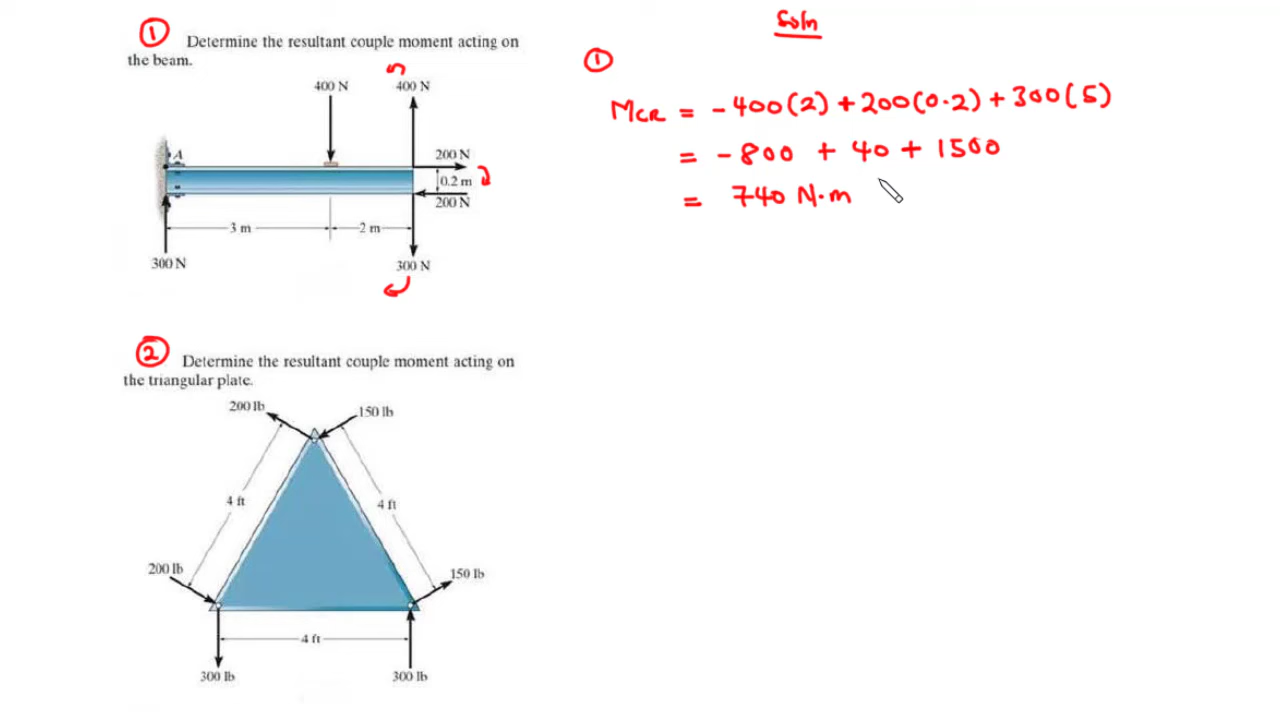 Soln
① Determine the resultant couple moment acting on
the beam.
400 N
400 N
A
200 N
0.2 m
200 N
3 m
2 m
300 N
300 N
①
MCR = -400(2) + 200(0.2) + 300(5)
= -800 + 40 + 1500
= 740 N·m
② Determine the resultant couple moment acting on
the triangular plate.
200 lb
150 lb
4 ft
4 ft
200 lb
150 lb
4 ft
300 lb
300 lb